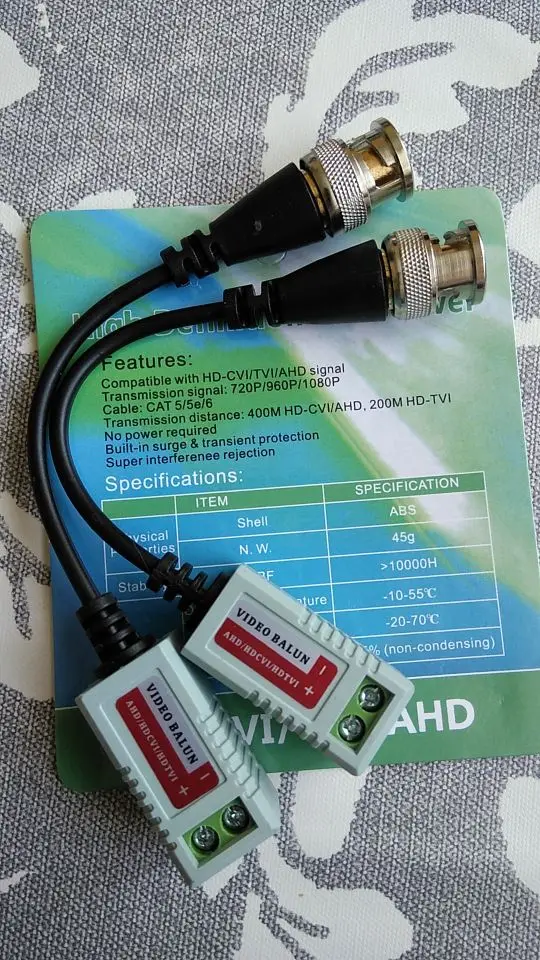 High
Features:
Compatible with HD-CVI/TVI/AHD signal
Transmission signal: 720P/960P/1080P
Cable: CAT 5/5e/6
Transmission distance: 400M HD-CVI/AHD, 200M HD-TVI
No power required
Built-in surge & transient protection
Super interferenee rejection
Specifications:
ITEM SPECIFICATION
Shell ABS
N. W. 45g
>10000H
-10-55℃
-20-70℃
% (non-condensing)
AHD
VIDEO BALUN
AHD/HDCVI/HDTVI
− +
VIDEO BALUN
AHD/HDCVI/HDTVI
− +